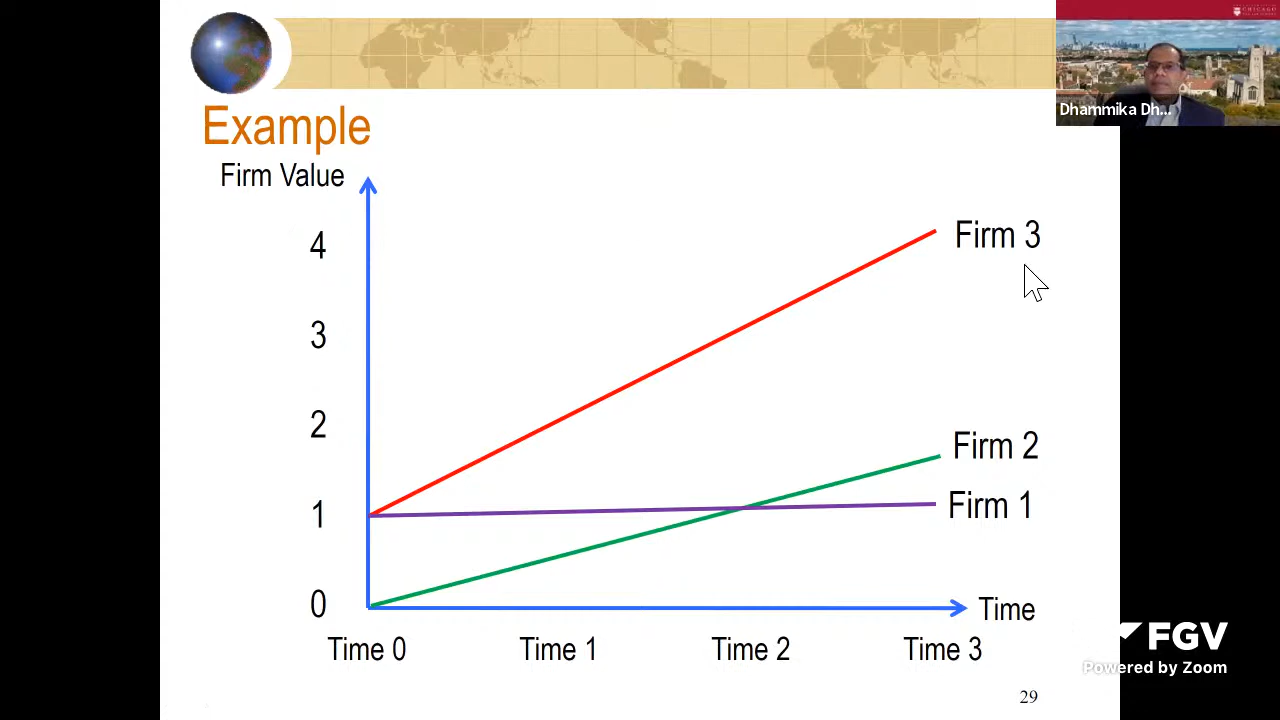 CHICAGO
Dhammika Dh...
Example
Firm Value
4
3
2
1
0
Firm 3
Firm 2
Firm 1
Time
Time 0
Time 1
Time 2
Time 3
29
FGV
Powered by Zoom